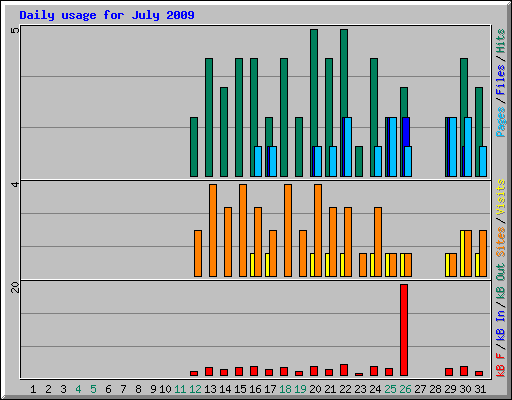 Daily usage for July 2009
5
4
20
Pages / Files / Hits
Sites / Visits
kB F / kB In / kB Out
1 2 3 4 5 6 7 8 9 10 11 12 13 14 15 16 17 18 19 20 21 22 23 24 25 26 27 28 29 30 31